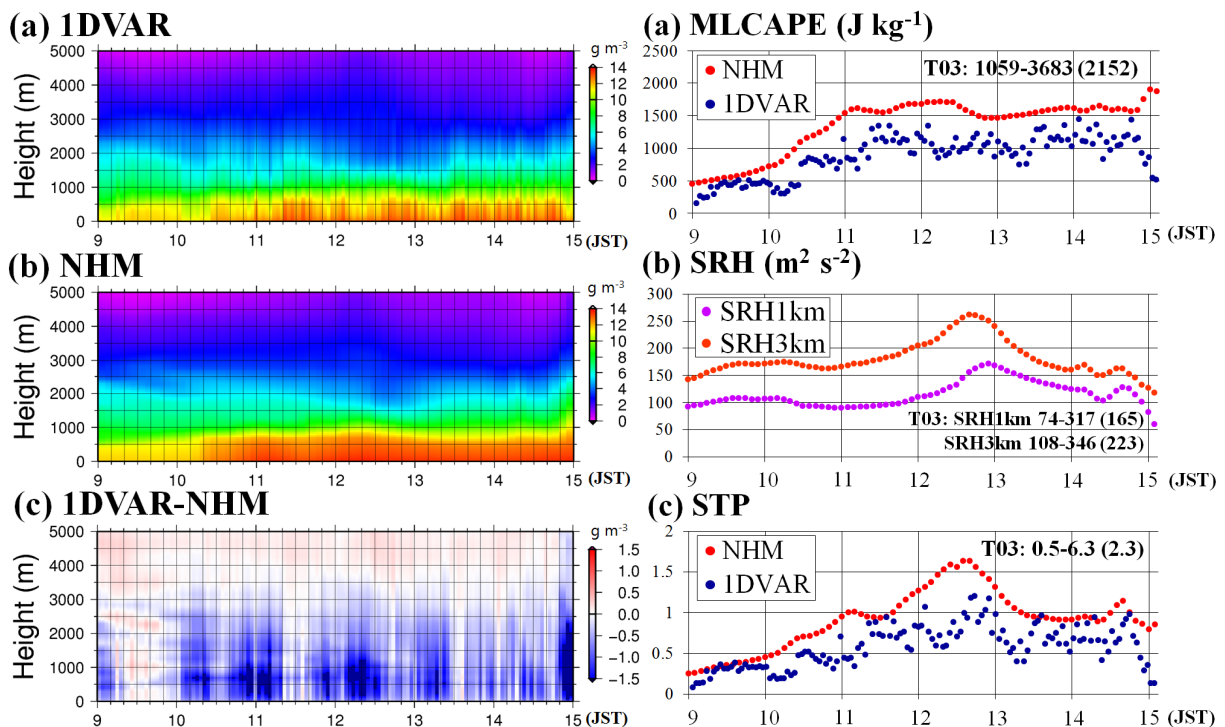 (a) 1DVAR
Height (m)
5000
4000
3000
2000
1000
0
9 10 11 12 13 14 15 (JST)
g m-3
14
12
10
8
6
4
2
0
(b) NHM
Height (m)
5000
4000
3000
2000
1000
0
9 10 11 12 13 14 15 (JST)
g m-3
14
12
10
8
6
4
2
0
(c) 1DVAR-NHM
Height (m)
5000
4000
3000
2000
1000
0
9 10 11 12 13 14 15 (JST)
g m-3
1.5
1.0
0.5
0.0
−0.5
−1.0
−1.5
(a) MLCAPE (J kg-1)
2500
2000
1500
1000
500
0
NHM
1DVAR
T03: 1059-3683 (2152)
9 10 11 12 13 14 15 (JST)
(b) SRH (m2 s-2)
300
250
200
150
100
50
0
SRH1km
SRH3km
T03: SRH1km 74-317 (165)
SRH3km 108-346 (223)
9 10 11 12 13 14 15 (JST)
(c) STP
2
1.5
1
0.5
0
NHM
1DVAR
T03: 0.5-6.3 (2.3)
9 10 11 12 13 14 15 (JST)